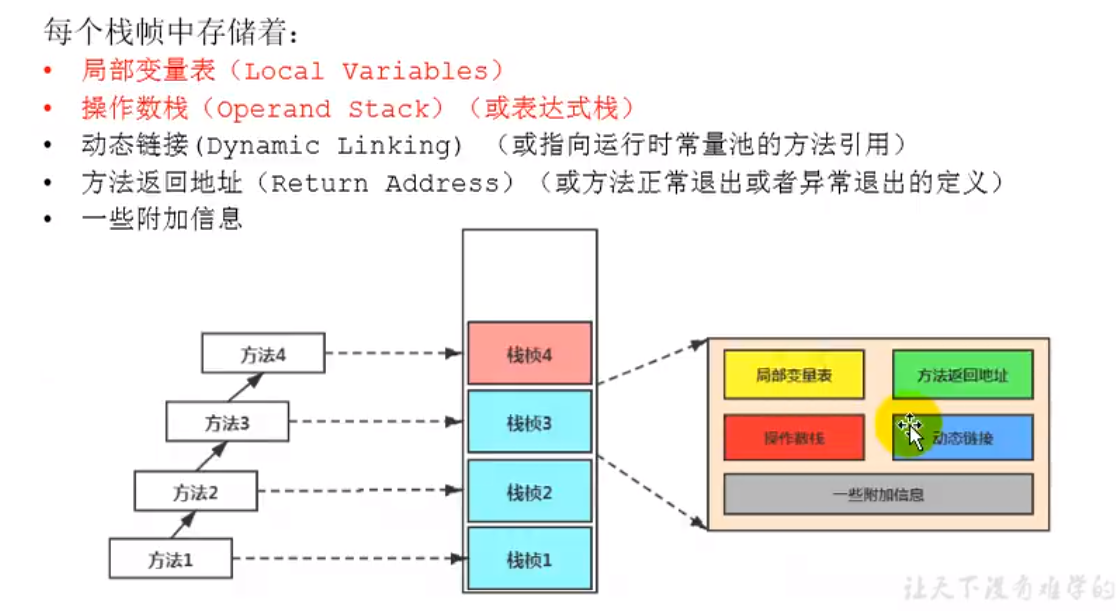 每个栈帧中存储着：
• 局部变量表（Local Variables）
• 操作数栈（Operand Stack）（或表达式栈）
• 动态链接(Dynamic Linking) （或指向运行时常量池的方法引用）
• 方法返回地址（Return Address）（或方法正常退出或者异常退出的定义）
• 一些附加信息
方法4
栈帧4
局部变量表
方法返回地址
方法3
栈帧3
操作数栈
动态链接
方法2
栈帧2
一些附加信息
方法1
栈帧1
让天下没有难学的